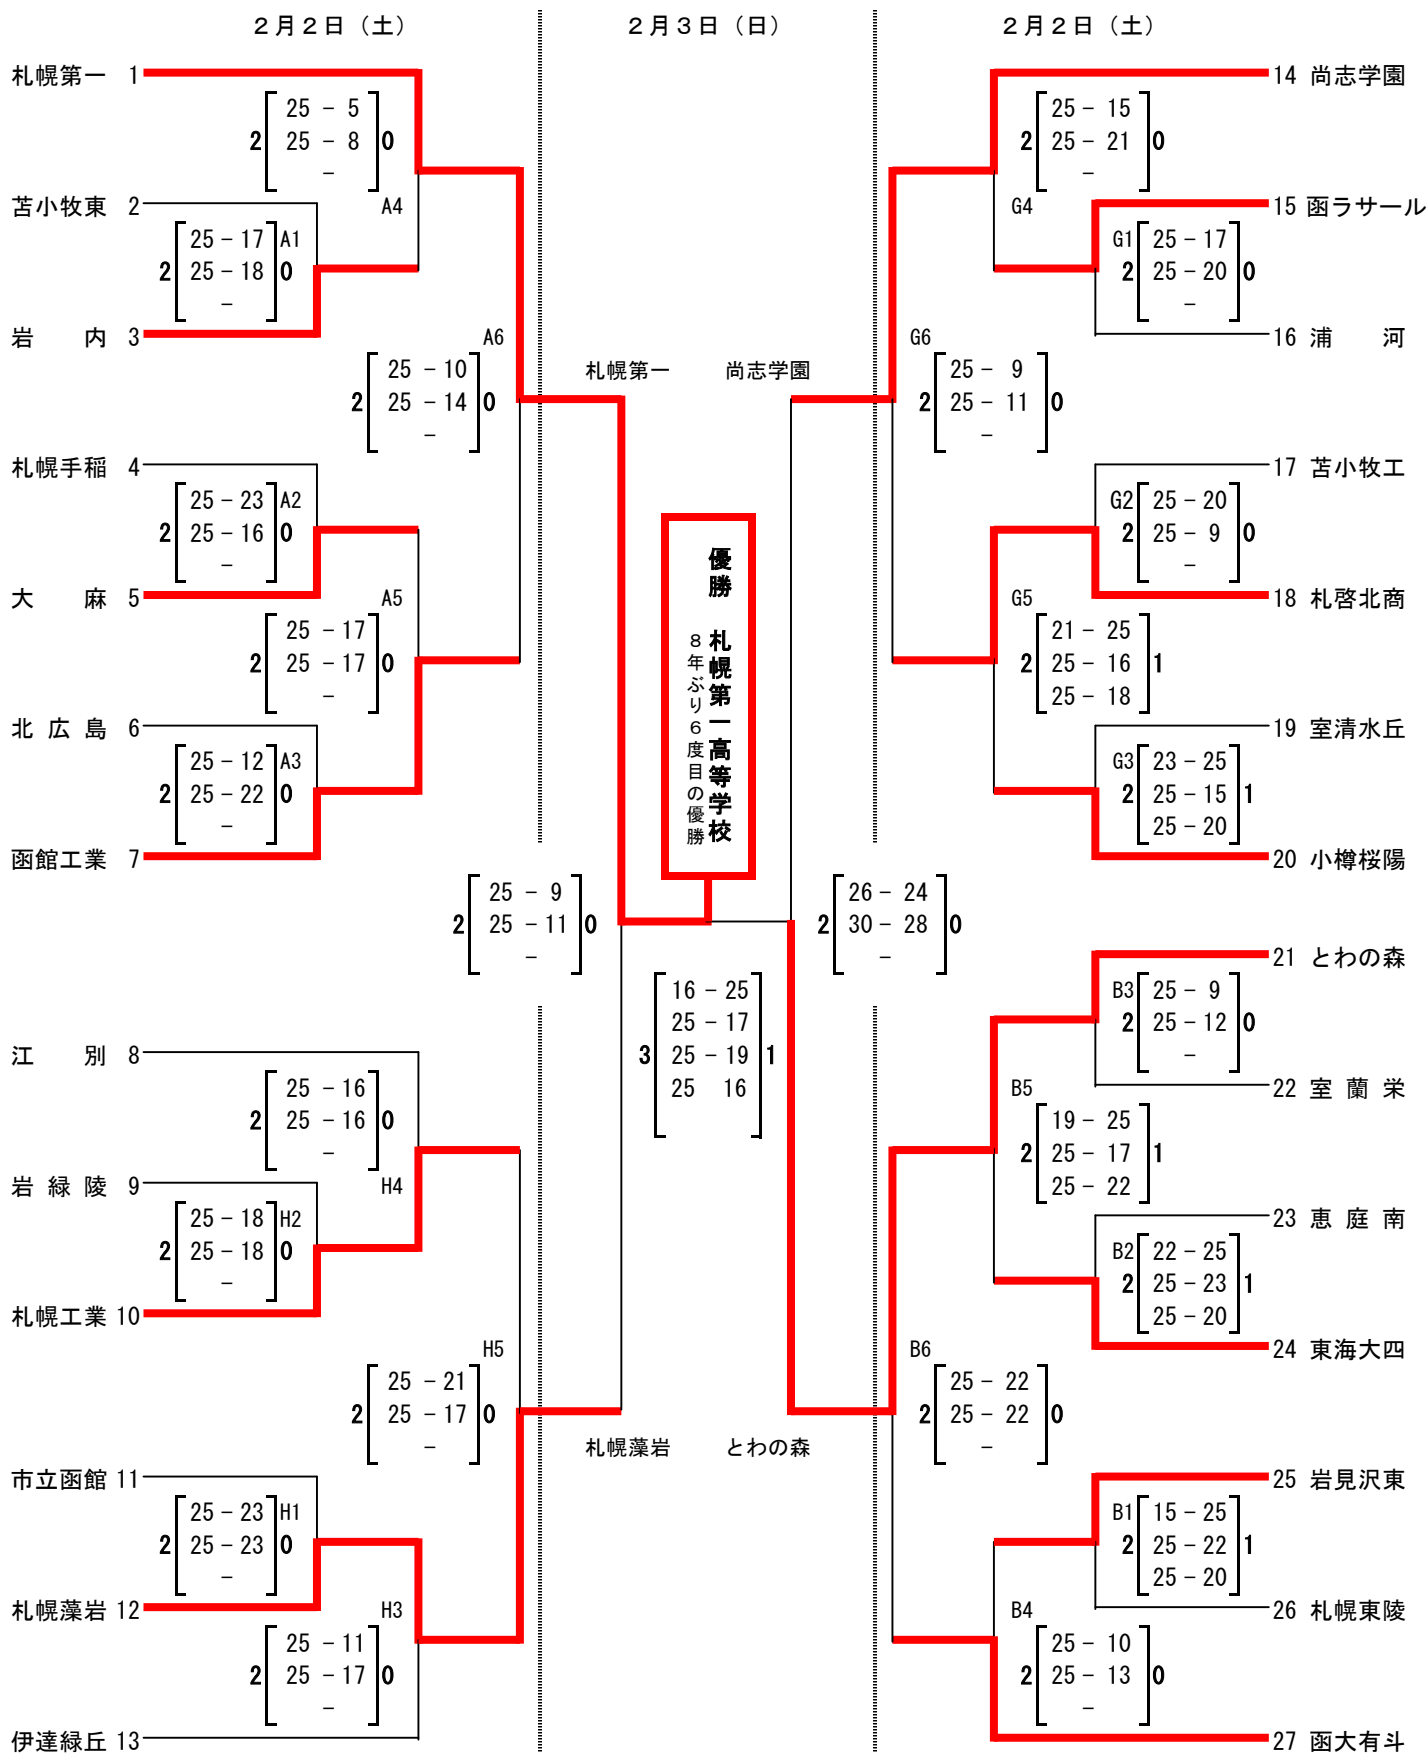 2月2日（土）
2月3日（日）
2月2日（土）
札幌第一 1
25 - 5
2 25 - 8 0
-
A4
苫小牧東 2
25 - 17 A1
2 25 - 18 0
-
岩 内 3
A6
25 - 10
2 25 - 14 0
-
札幌手稲 4
25 - 23 A2
2 25 - 16 0
-
大 麻 5
A5
25 - 17
2 25 - 17 0
-
北 広 島 6
25 - 12 A3
2 25 - 22 0
-
函館工業 7
25 - 9
2 25 - 11 0
-
江 別 8
25 - 16
2 25 - 16 0
-
岩 緑 陵 9
H4
25 - 18 H2
2 25 - 18 0
-
札幌工業 10
H5
25 - 21
2 25 - 17 0
-
市立函館 11
25 - 23 H1
2 25 - 23 0
-
札幌藻岩 12
H3
25 - 11
2 25 - 17 0
-
伊達緑丘 13
札幌第一
尚志学園
優勝 札幌第一高等学校
8年ぶり6度目の優勝
16 - 25
25 - 17
3 25 - 19 1
25 16
札幌藻岩
とわの森
14 尚志学園
25 - 15
2 25 - 21 0
-
G4
15 函ラサール
G1 25 - 17
2 25 - 20 0
-
16 浦 河
G6
25 - 9
2 25 - 11 0
-
17 苫小牧工
G2 25 - 20
2 25 - 9 0
-
18 札啓北商
G5
21 - 25
2 25 - 16 1
25 - 18
19 室清水丘
G3 23 - 25
2 25 - 15 1
25 - 20
20 小樽桜陽
26 - 24
2 30 - 28 0
-
21 とわの森
B3 25 - 9
2 25 - 12 0
-
22 室 蘭 栄
B5
19 - 25
2 25 - 17 1
25 - 22
23 恵 庭 南
B2 22 - 25
2 25 - 23 1
25 - 20
24 東海大四
B6
25 - 22
2 25 - 22 0
-
25 岩見沢東
B1 15 - 25
2 25 - 22 1
25 - 20
26 札幌東陵
B4
25 - 10
2 25 - 13 0
-
27 函大有斗